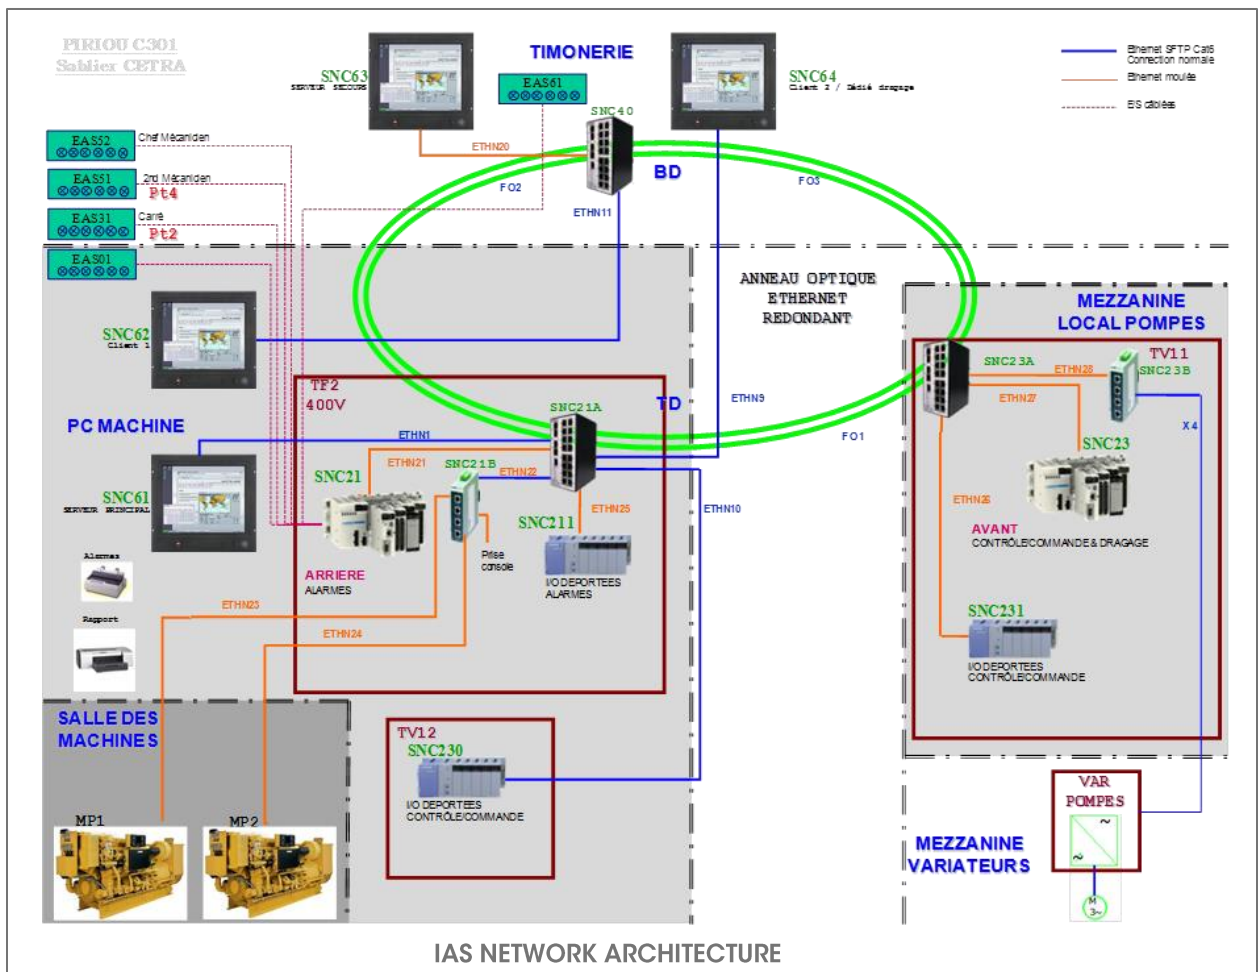 PIRIOU C301
Sablier CETRA
TIMONERIE
SNC63
SERVEUR SECOURS
EAS61
SNC40
SNC64
Client 2 / Dédié dragage
Ethernet SFTP Cat6
Connection normale
Ethernet moulée
ES câblées
EAS52
Chef Mécanicien
EAS51
2nd Mécanicien
Pt4
EAS31
Carré
Pt2
EAS01
ETHN20
BD
FO2
FO3
ETHN11
ANNEAU OPTIQUE
ETHERNET
REDONDANT
SNC62
Client 1
MEZZANINE
LOCAL POMPES
TV11
SNC23A
ETHN28
SNC23B
ETHN27
X 4
SNC23
ETHN26
AVANT
CONTRÔLE/COMMANDE & DRAGAGE
SNC231
I/O DEPORTEES
CONTRÔLE/COMMANDE
TF2
400V
TD
SNC21A
ETHN9
FO1
PC MACHINE
ETHN1
ETHN21
SNC21B
ETHN22
SNC21
SNC61
SERVEUR PRINCIPAL
SNC211
ETHN25
ETHN10
Prise
console
I/O DEPORTEES
ALARMES
ARRIERE
ALARMES
Alarmes
ETHN23
Rapport
ETHN24
SALLE DES
MACHINES
MP1
MP2
TV12
SNC230
I/O DEPORTEES
CONTRÔLE/COMMANDE
VAR
POMPES
~
~
MEZZANINE
VARIATEURS
M
3~
IAS NETWORK ARCHITECTURE